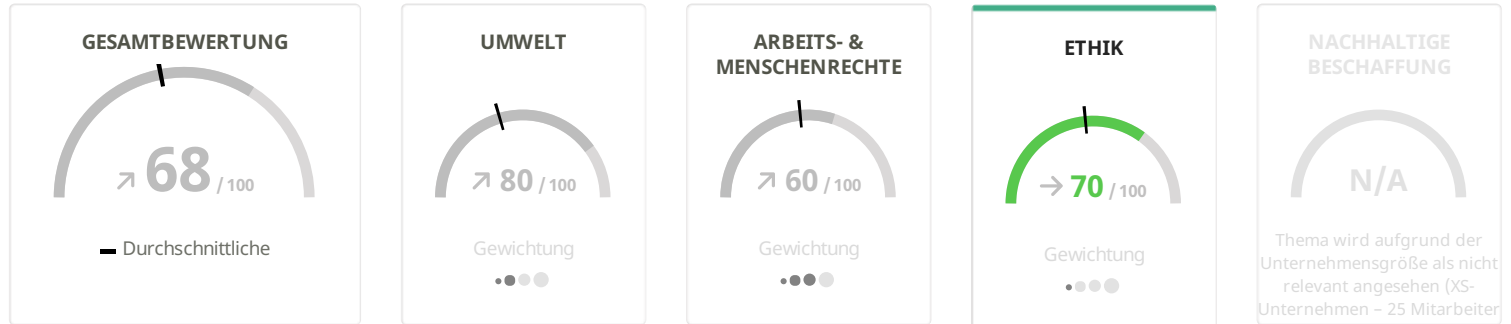 GESAMTBEWERTUNG
68 / 100
Durchschnittliche
UMWELT
80 / 100
Gewichtung
ARBEITS- &
MENSCHENRECHTE
60 / 100
Gewichtung
ETHIK
70 / 100
Gewichtung
NACHHALTIGE
BESCHAFFUNG
N/A
Thema wird aufgrund der
Unternehmensgröße als nicht
relevant angesehen (XS-
Unternehmen – 25 Mitarbeiter